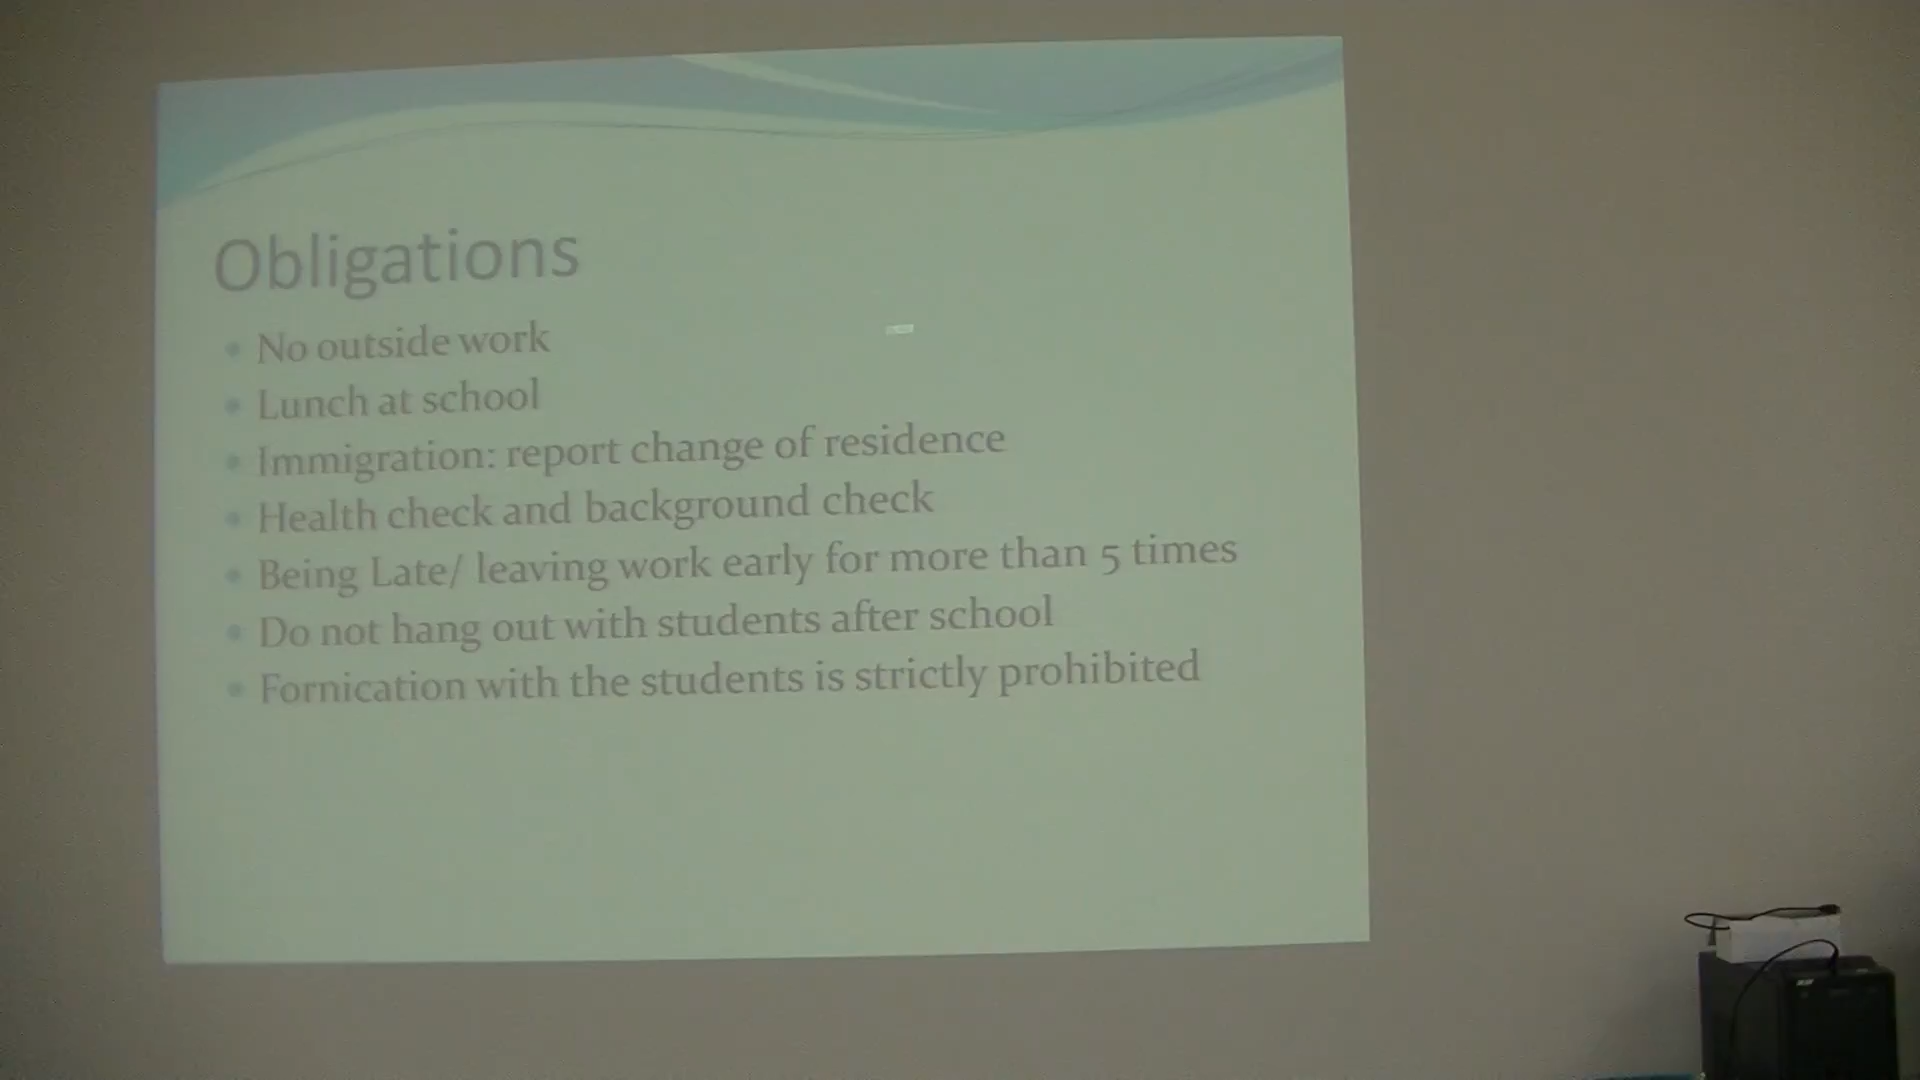 Obligations
No outside work
Lunch at school
Immigration: report change of residence
Health check and background check
Being Late/ leaving work early for more than 5 times
Do not hang out with students after school
Fornication with the students is strictly prohibited